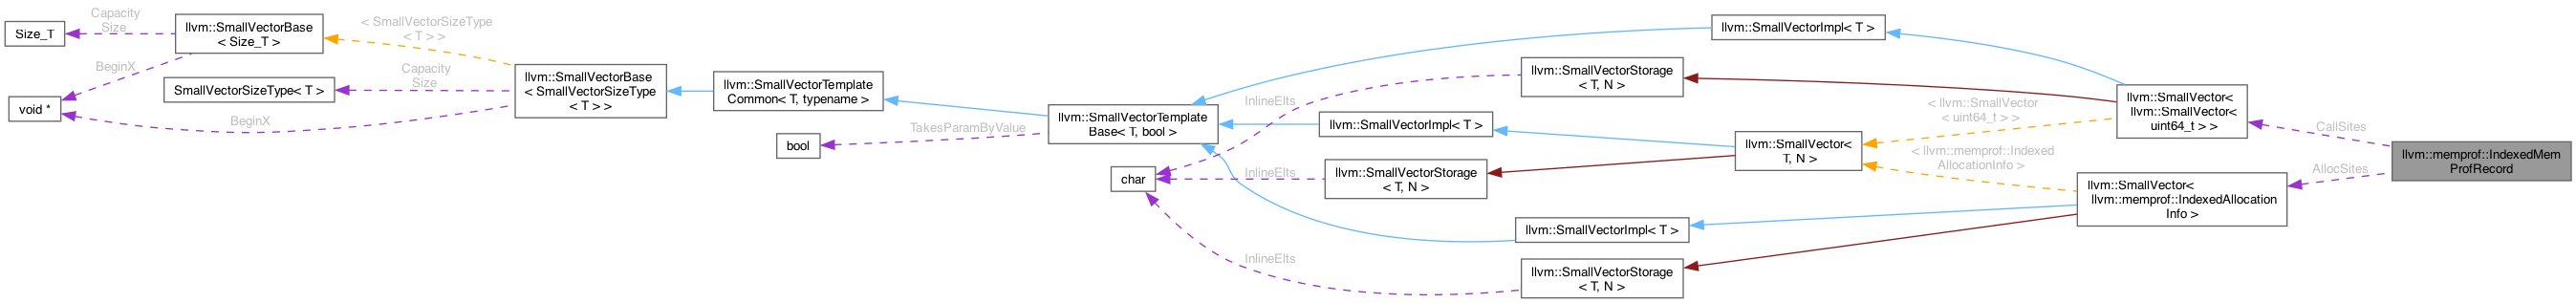 Size_T
Capacity
Size
llvm::SmallVectorBase
< Size_T >
< SmallVectorSizeType
< T > >
BeginX
SmallVectorSizeType< T >
void *
Capacity
Size
BeginX
llvm::SmallVectorBase
< SmallVectorSizeType
< T > >
llvm::SmallVectorTemplate
Common< T, typename >
bool
TakesParamByValue
llvm::SmallVectorTemplate
Base< T, bool >
char
InlineElts
InlineElts
InlineElts
llvm::SmallVectorImpl< T >
llvm::SmallVectorStorage
< T, N >
llvm::SmallVectorImpl< T >
llvm::SmallVectorStorage
< T, N >
llvm::SmallVectorImpl< T >
llvm::SmallVectorStorage
< T, N >
llvm::SmallVector<
T, N >
< llvm::SmallVector
< uint64_t > >
< llvm::memprof::Indexed
AllocationInfo >
llvm::SmallVector<
llvm::SmallVector<
uint64_t > >
llvm::SmallVector<
llvm::memprof::IndexedAllocation
Info >
CallSites
AllocSites
llvm::memprof::IndexedMem
ProfRecord